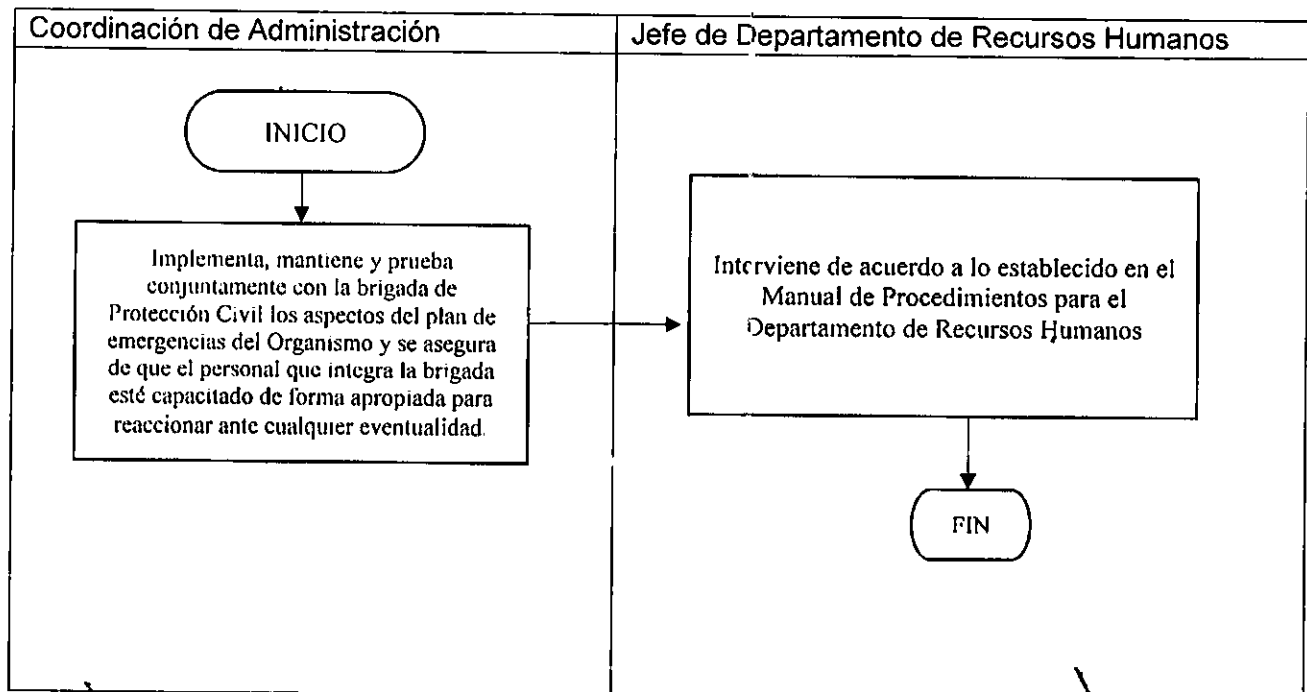 Coordinación de Administración
Jefe de Departamento de Recursos Humanos
INICIO
Implementa, mantiene y prueba
conjuntamente con la brigada de
Protección Civil los aspectos del plan de
emergencias del Organismo y se asegura
de que el personal que integra la brigada
esté capacitado de forma apropiada para
reaccionar ante cualquier eventualidad.
Interviene de acuerdo a lo establecido en el
Manual de Procedimientos para el
Departamento de Recursos Humanos
FIN